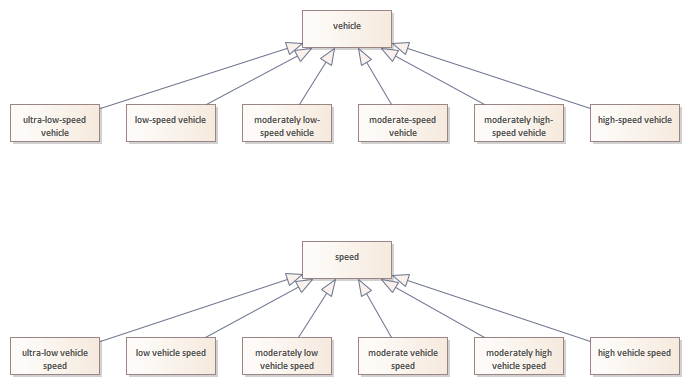 vehicle
ultra-low-speed
vehicle
low-speed vehicle
moderately low-
speed vehicle
moderate-speed
vehicle
moderately high-
speed vehicle
high-speed vehicle
speed
ultra-low vehicle
speed
low vehicle speed
moderately low
vehicle speed
moderate vehicle
speed
moderately high
vehicle speed
high vehicle speed